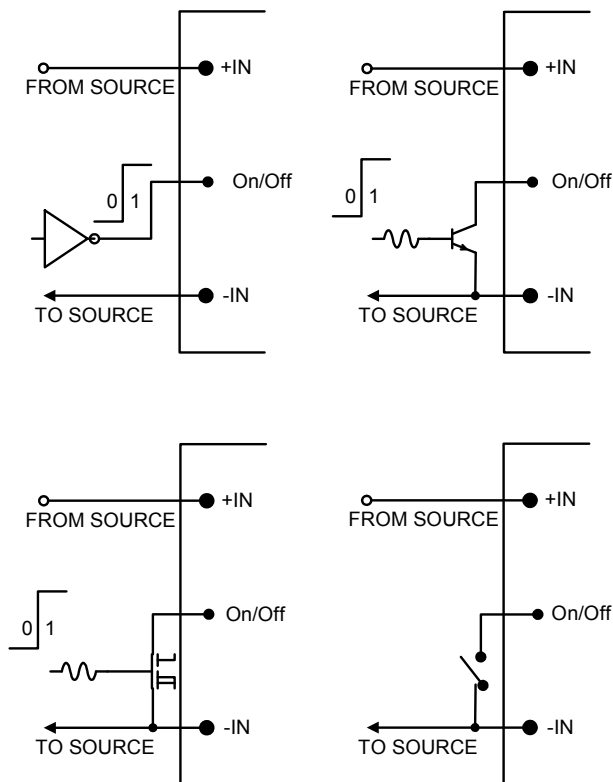 +IN
FROM SOURCE
On/Off
0 1
-IN
TO SOURCE
+IN
FROM SOURCE
On/Off
0 1
-IN
TO SOURCE
+IN
FROM SOURCE
On/Off
0 1
-IN
TO SOURCE
+IN
FROM SOURCE
On/Off
-IN
TO SOURCE